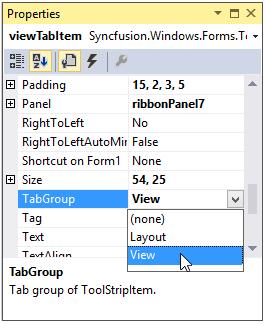 Properties
viewTabItem Syncfusion.Windows.Forms.To
Padding 15, 2, 3, 5
Panel ribbonPanel7
RightToLeft No
RightToLeftAutoMir False
Shortcut on Form1 None
Size 54, 25
TabGroup View
Tag (none)
Text Layout
TextAlign View
TabGroup
Tab group of ToolStripItem.